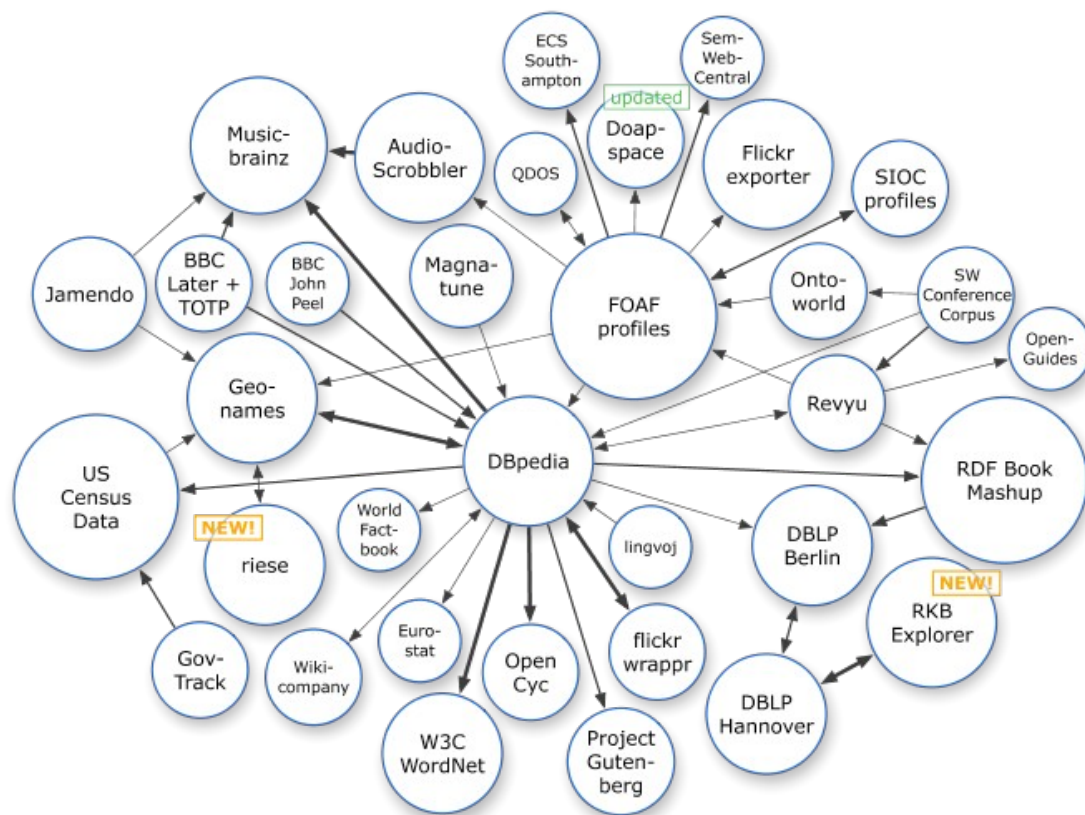 ECS
South-
ampton
Sem-
Web-
Central
updated
Doap-
space
Music-
brainz
Audio-
Scrobbler
QDOS
Flickr
exporter
SIOC
profiles
Jamendo
BBC
Later +
TOTP
BBC
John
Peel
Magna-
tune
FOAF
profiles
Onto-
world
SW
Conference
Corpus
Open-
Guides
Geo-
names
Revyu
DBpedia
US
Census
Data
RDF Book
Mashup
NEW!
riese
World
Fact-
book
lingvoj
DBLP
Berlin
NEW!
RKB
Explorer
Gov-
Track
Wiki-
company
Euro-
stat
Open
Cyc
flickr
wrappr
DBLP
Hannover
W3C
WordNet
Project
Guten-
berg